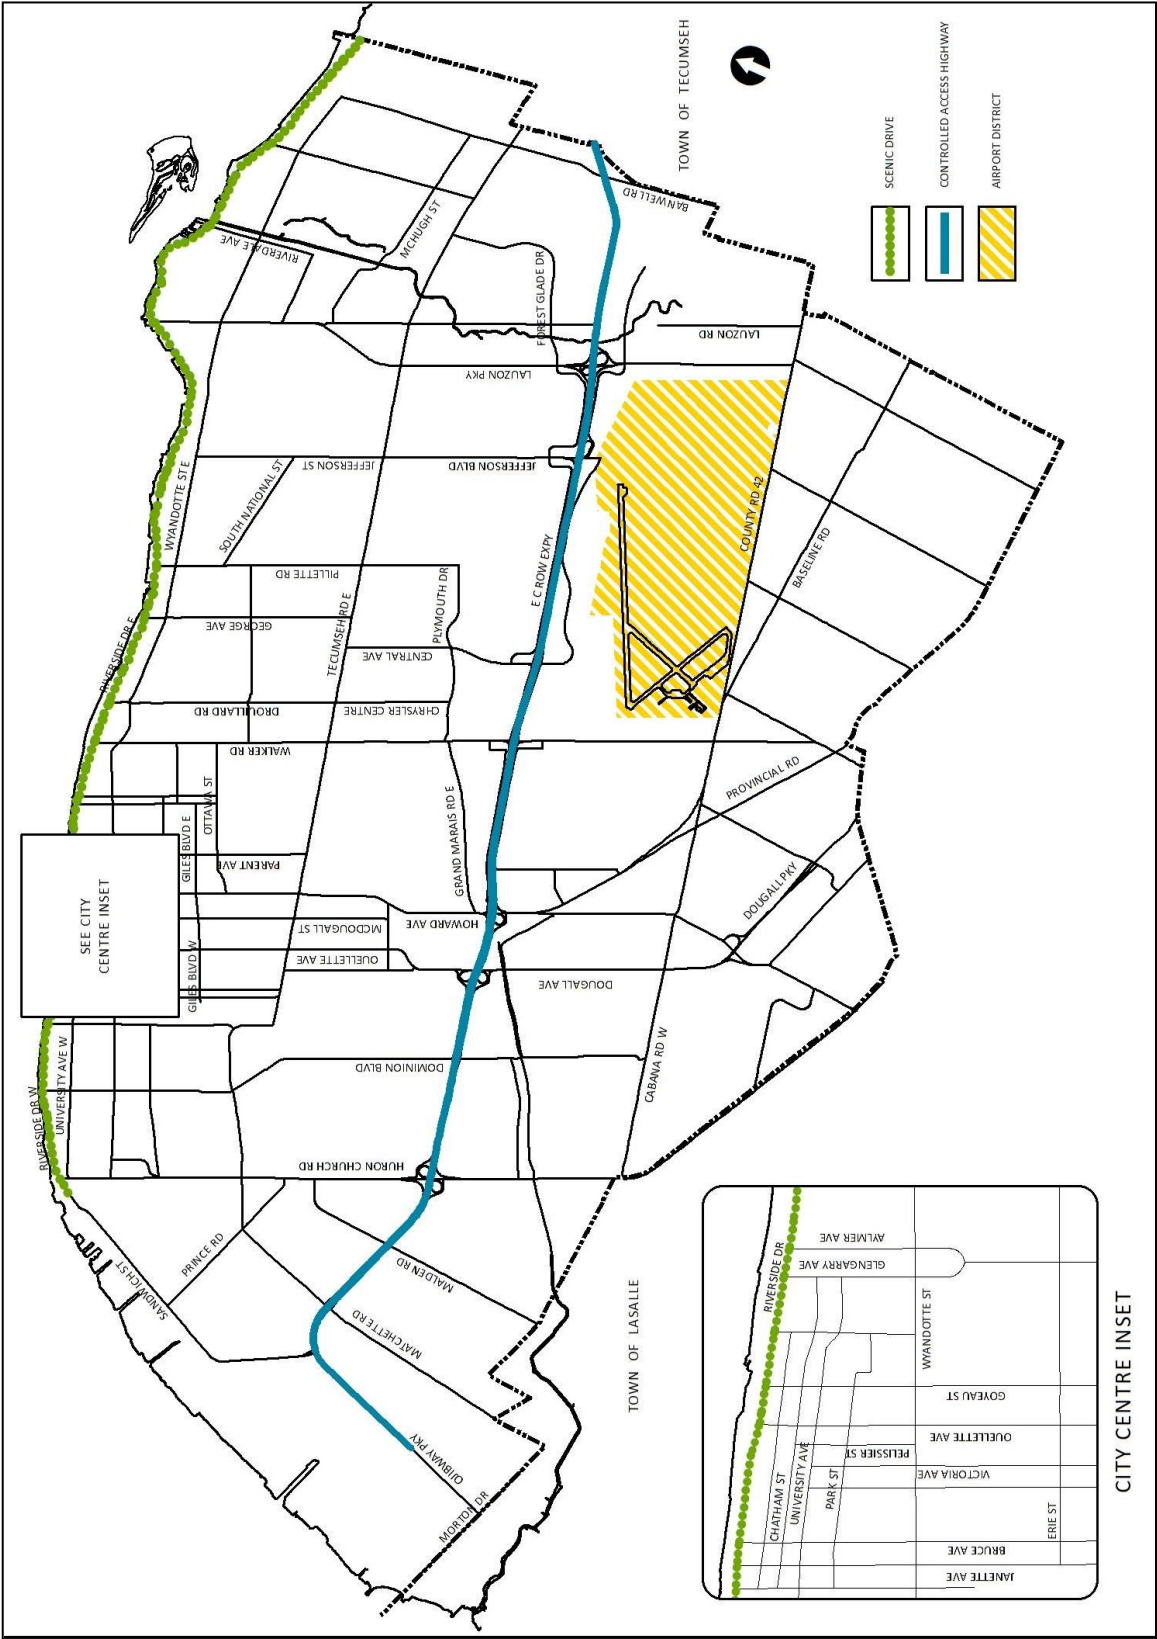 TOWN OF TECUMSEH
SCENIC DRIVE
CONTROLLED ACCESS HIGHWAY
AIRPORT DISTRICT
BANWELL RD
RIVERDALE AVE
MCHUGH ST
FOREST GLADE DR
LAUZON RD
LAUZON PKY
WYANDOTTE ST E
SOUTH NATIONAL ST
JEFFERSON ST
JEFFERSON BLVD
COUNTY RD 42
BASELINE RD
E C ROW EXPY
PILLETTE RD
PLYMOUTH DR
GEORGE AVE
TECUMSEH RD E
CENTRAL AVE
RIVERSIDE DR E
DROUILLARD RD
CHRYSLER CENTRE
WALKER RD
OTTAWA ST
GILES BLVD E
PARENT AVE
GRAND MARAIS RD E
PROVINCIAL RD
DOUGALL PKY
SEE CITY
CENTRE INSET
MCDOUGALL ST
HOWARD AVE
OUELLETTE AVE
GILES BLVD W
DOUGALL AVE
CABANA RD W
DOMINION BLVD
UNIVERSITY AVE W
RIVERSIDE DR W
HURON CHURCH RD
PRINCE RD
SANDWICH ST
MALDEN RD
MATCHETTE RD
OJIBWAY PKY
MORTON DR
TOWN OF LASALLE
RIVERSIDE DR
AYLMER AVE
GLENGARRY AVE
WYANDOTTE ST
GOYEAU ST
OUELLETTE AVE
PELISSIER ST
VICTORIA AVE
CHATHAM ST
UNIVERSITY AVE
PARK ST
ERIE ST
BRUCE AVE
JANETTE AVE
CITY CENTRE INSET